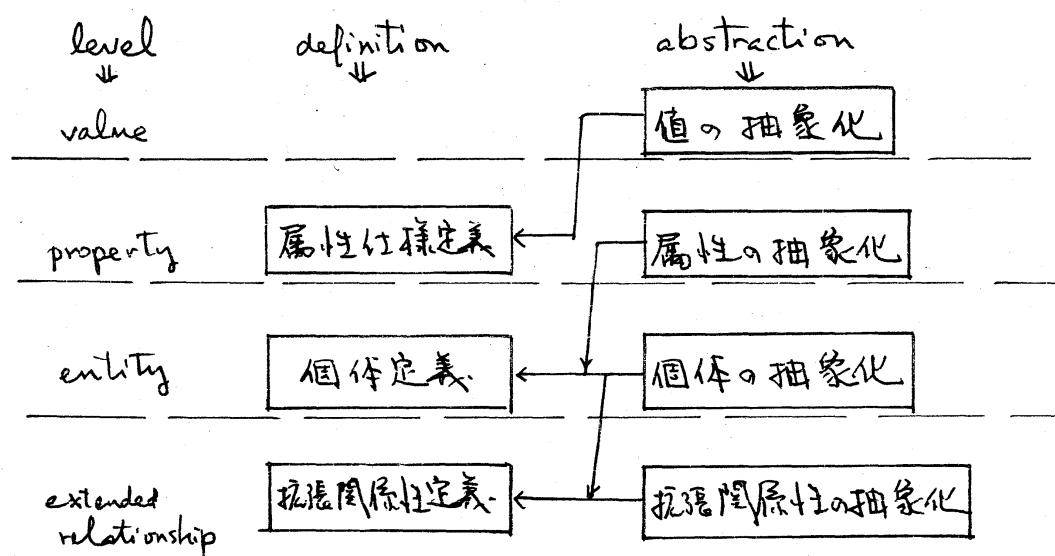 level definition abstraction
value 値の抽象化
property 属性仕様定義 属性の抽象化
entity 個体定義 個体の抽象化
extended relationship 拡張関係性定義 拡張関係性の抽象化